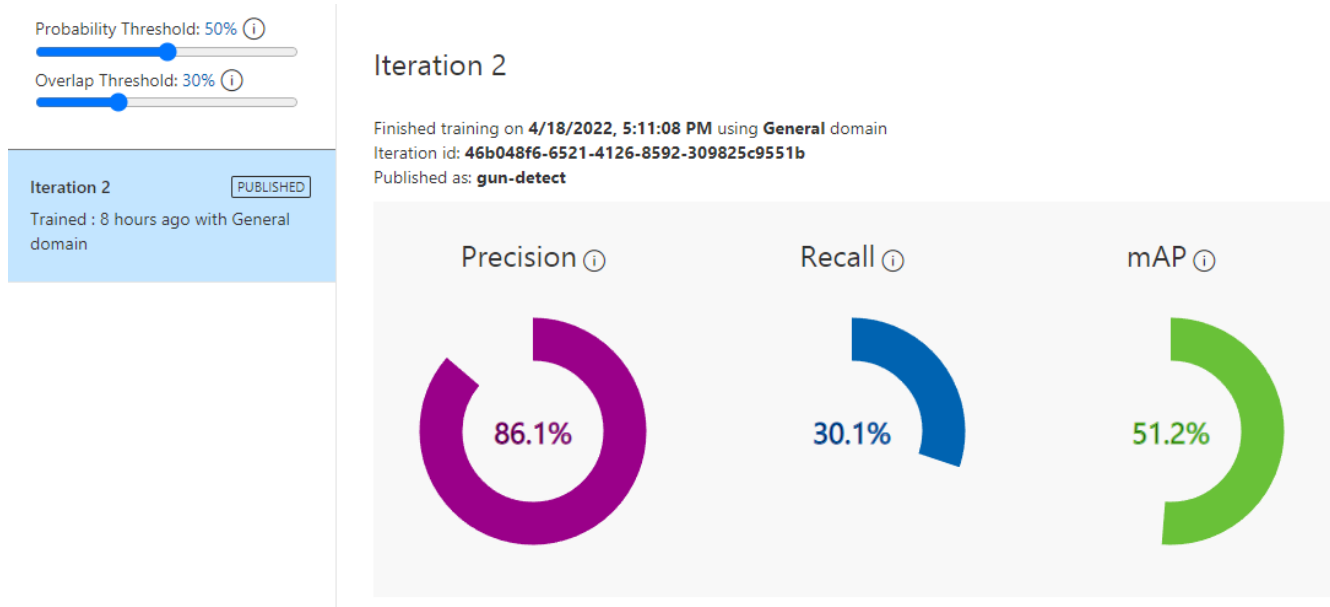 Probability Threshold: 50%
Overlap Threshold: 30%
Iteration 2
PUBLISHED
Trained : 8 hours ago with General
domain
Iteration 2
Finished training on 4/18/2022, 5:11:08 PM using General domain
Iteration id: 46b048f6-6521-4126-8592-309825c9551b
Published as: gun-detect
Precision
Recall
mAP
86.1%
30.1%
51.2%